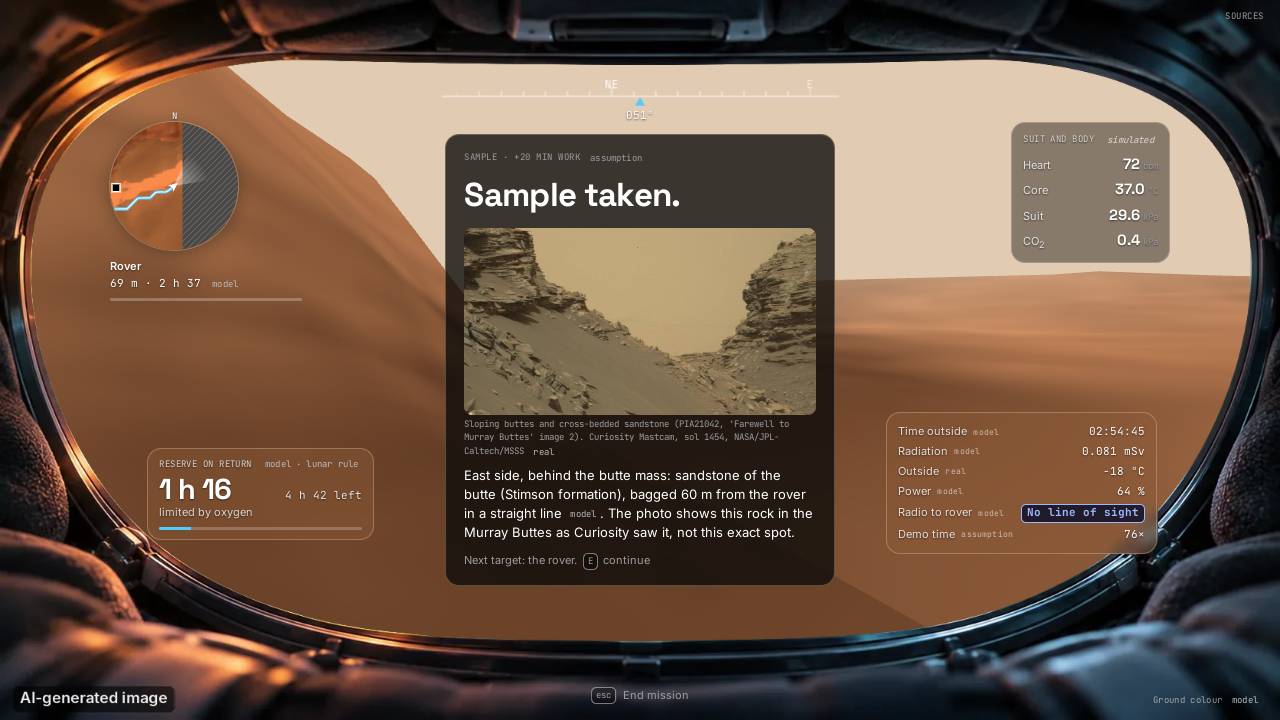 SOURCES
NE E
051°
N
Rover
69 m · 2 h 37 model
SAMPLE · +20 MIN WORK assumption
Sample taken.
Sloping buttes and cross-bedded sandstone (PIA21042, 'Farewell to
Murray Buttes' image 2). Curiosity Mastcam, sol 1454, NASA/JPL-
Caltech/MSSS real
East side, behind the butte mass: sandstone of the
butte (Stimson formation), bagged 60 m from the rover
in a straight line model . The photo shows this rock in the
Murray Buttes as Curiosity saw it, not this exact spot.
Next target: the rover. E continue
SUIT AND BODY simulated
Heart 72 bpm
Core 37.0 °C
Suit 29.6 kPa
CO2 0.4 kPa
RESERVE ON RETURN model · lunar rule
1 h 16 4 h 42 left
limited by oxygen
Time outside model 02:54:45
Radiation model 0.081 mSv
Outside real -18 °C
Power model 64 %
Radio to rover model No line of sight
Demo time assumption 76×
AI-generated image
esc End mission
Ground colour model